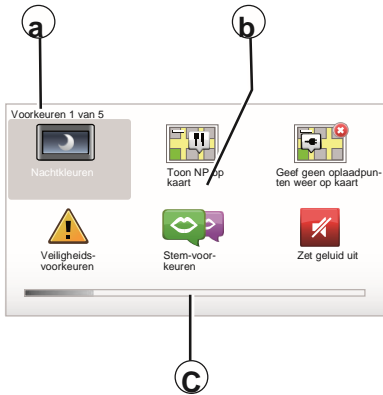 a
b
Voorkeuren 1 van 5
Nachtkleuren
Toon NP op
kaart
Geef geen oplaadpun-
ten weer op kaart
Veiligheids-
voorkeuren
Stem-voor-
keuren
Zet geluid uit
C